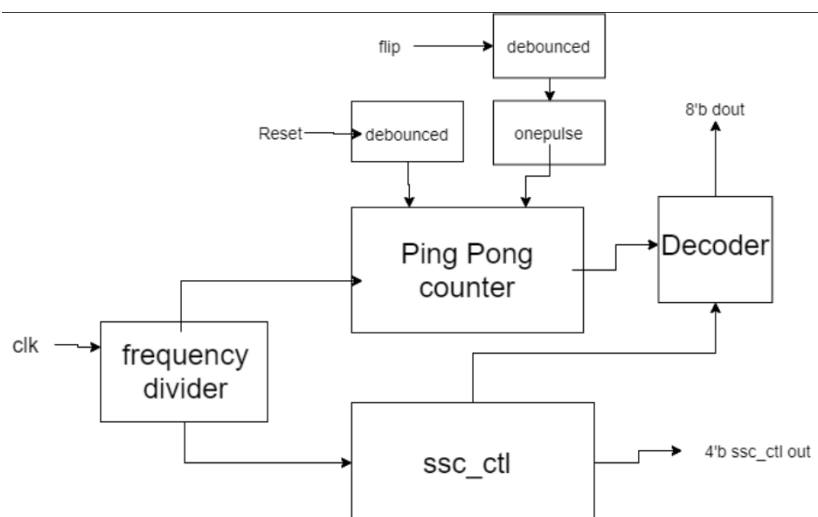 flip
debounced
8'b dout
Reset
debounced
onepulse
Ping Pong
counter
Decoder
clk
frequency
divider
ssc_ctl
4'b ssc_ctl out